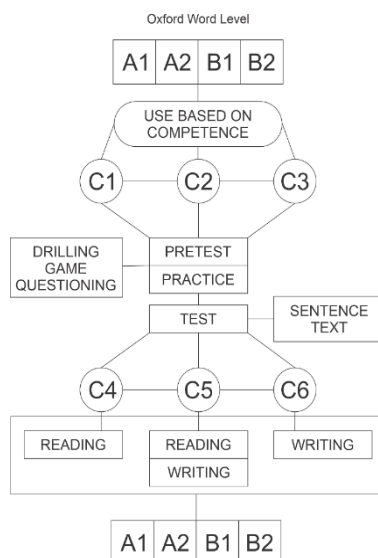 Oxford Word Level
A1 A2 B1 B2
USE BASED ON
COMPETENCE
C1 C2 C3
DRILLING
GAME
QUESTIONING
PRETEST
PRACTICE
TEST
SENTENCE
TEXT
C4 C5 C6
READING
READING
WRITING
WRITING
A1 A2 B1 B2